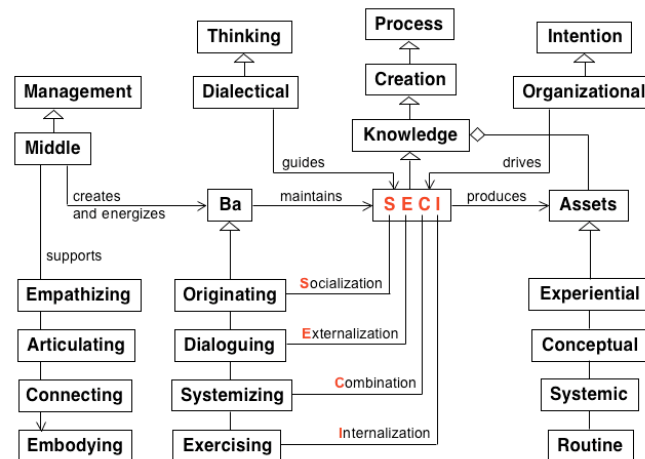 Process
Thinking
Intention
Creation
Management
Dialectical
Organizational
Middle
Knowledge
guides
drives
creates
and energizes
Ba
maintains
S E C I
produces
Assets
supports
Empathizing
Originating
Socialization
Experiential
Articulating
Dialoguing
Externalization
Conceptual
Connecting
Systemizing
Combination
Systemic
Embodying
Exercising
Internalization
Routine